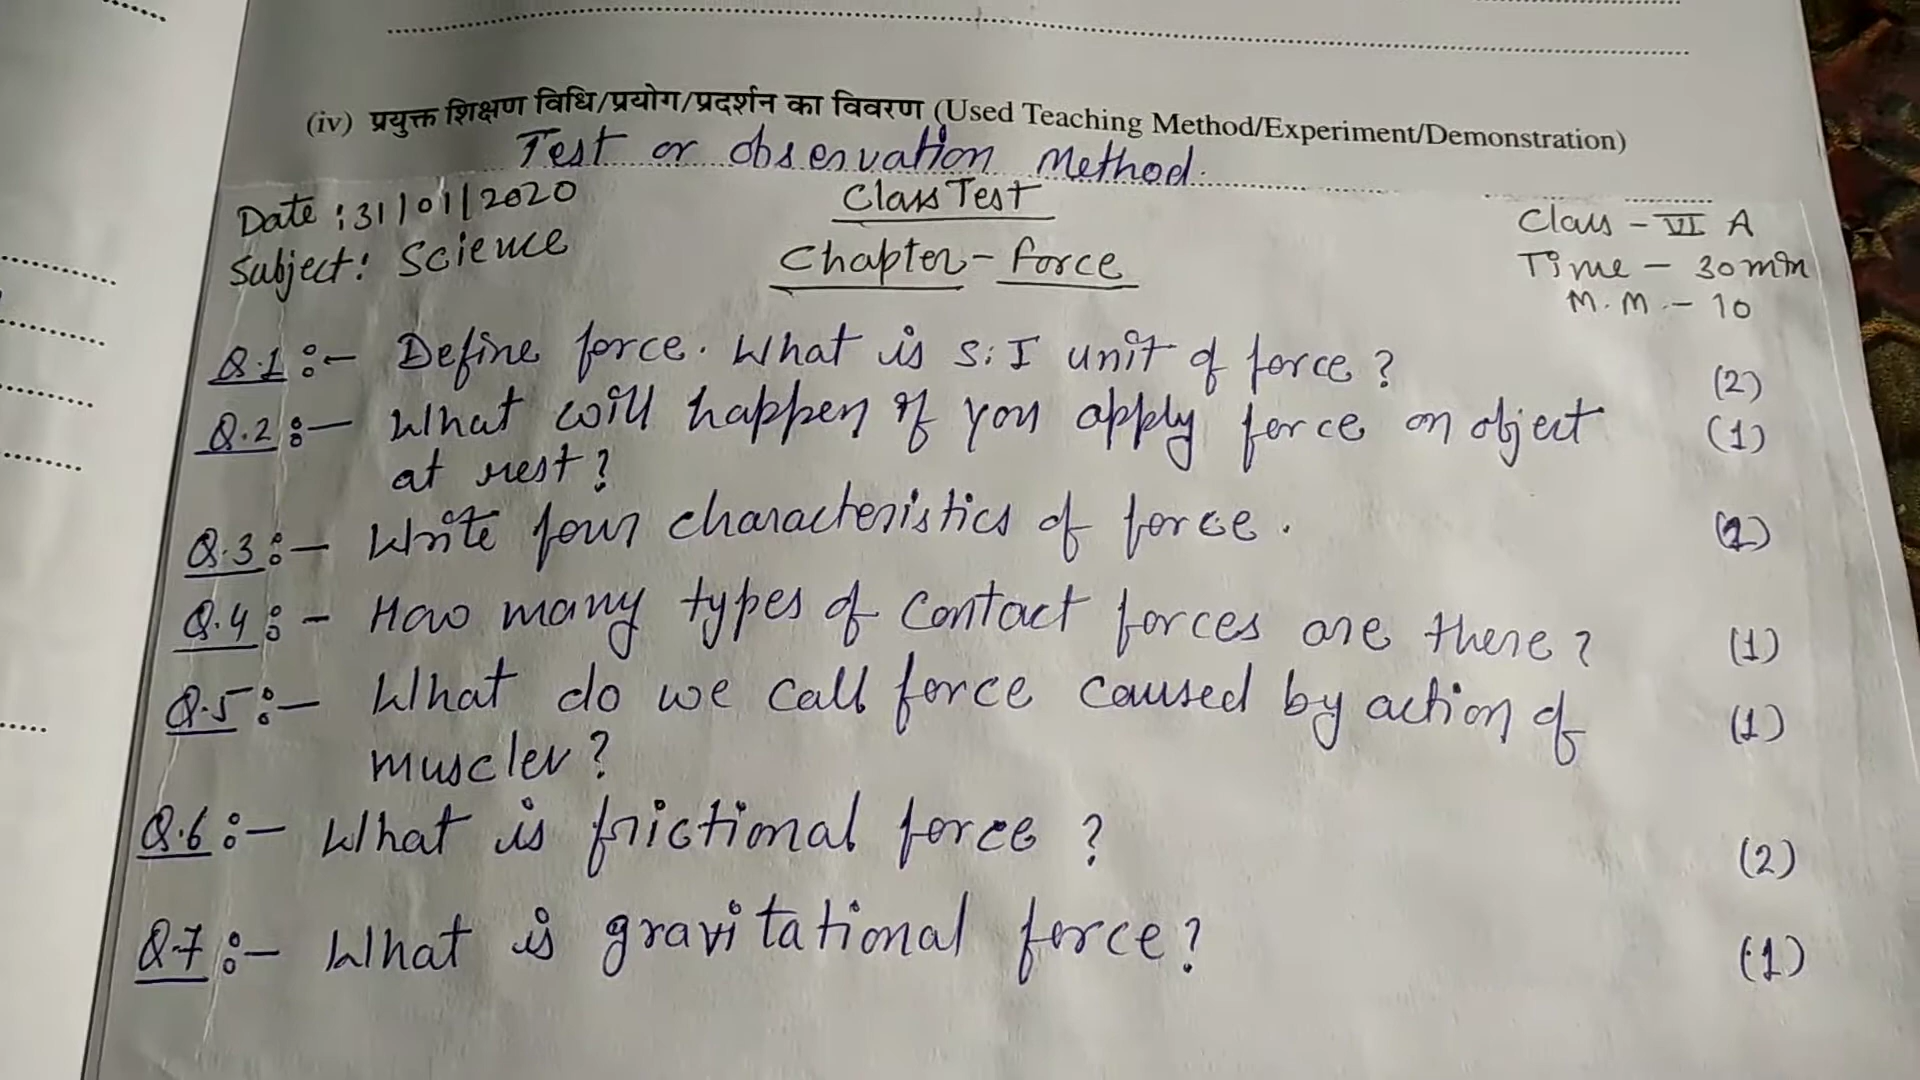 (iv) प्रयुक्त शिक्षण विधि/प्रयोग/प्रदर्शन का विवरण (Used Teaching Method/Experiment/Demonstration)
Test or observation Method.
Date : 31/01/2020
Class Test
Class - VI A
Subject: Science
Chapter - force
Time - 30 min
M.M. - 10
Q.1 :- Define force. What is S.I unit of force? (2)
Q.2 :- What will happen if you apply force on object (1)
at rest?
Q.3 :- Write four characteristics of force.
Q.4 :- How many types of contact forces are there? (1)
Q.5 :- What do we call force caused by action of (1)
muscles?
Q.6 :- What is frictional force ? (2)
Q.7 :- What is gravitational force? (1)